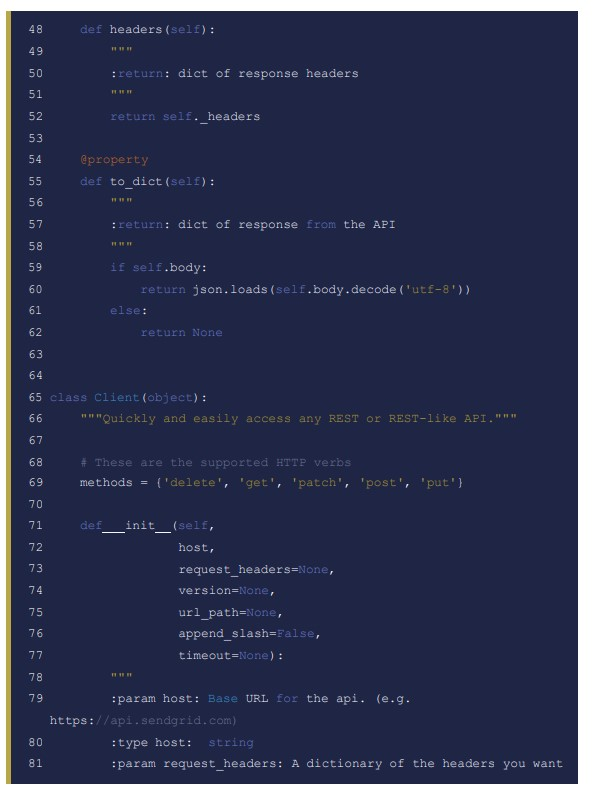 48     def headers(self):
49         """
50         :return: dict of response headers
51         """
52         return self._headers
53
54     @property
55     def to_dict(self):
56         """
57         :return: dict of response from the API
58         """
59         if self.body:
60             return json.loads(self.body.decode('utf-8'))
61         else:
62             return None
63
64
65 class Client(object):
66     """Quickly and easily access any REST or REST-like API."""
67
68     # These are the supported HTTP verbs
69     methods = {'delete', 'get', 'patch', 'post', 'put'}
70
71     def __init__(self,
72                  host,
73                  request_headers=None,
74                  version=None,
75                  url_path=None,
76                  append_slash=False,
77                  timeout=None):
78         """
79         :param host: Base URL for the api. (e.g.
https://api.sendgrid.com)
80         :type host:  string
81         :param request_headers: A dictionary of the headers you want